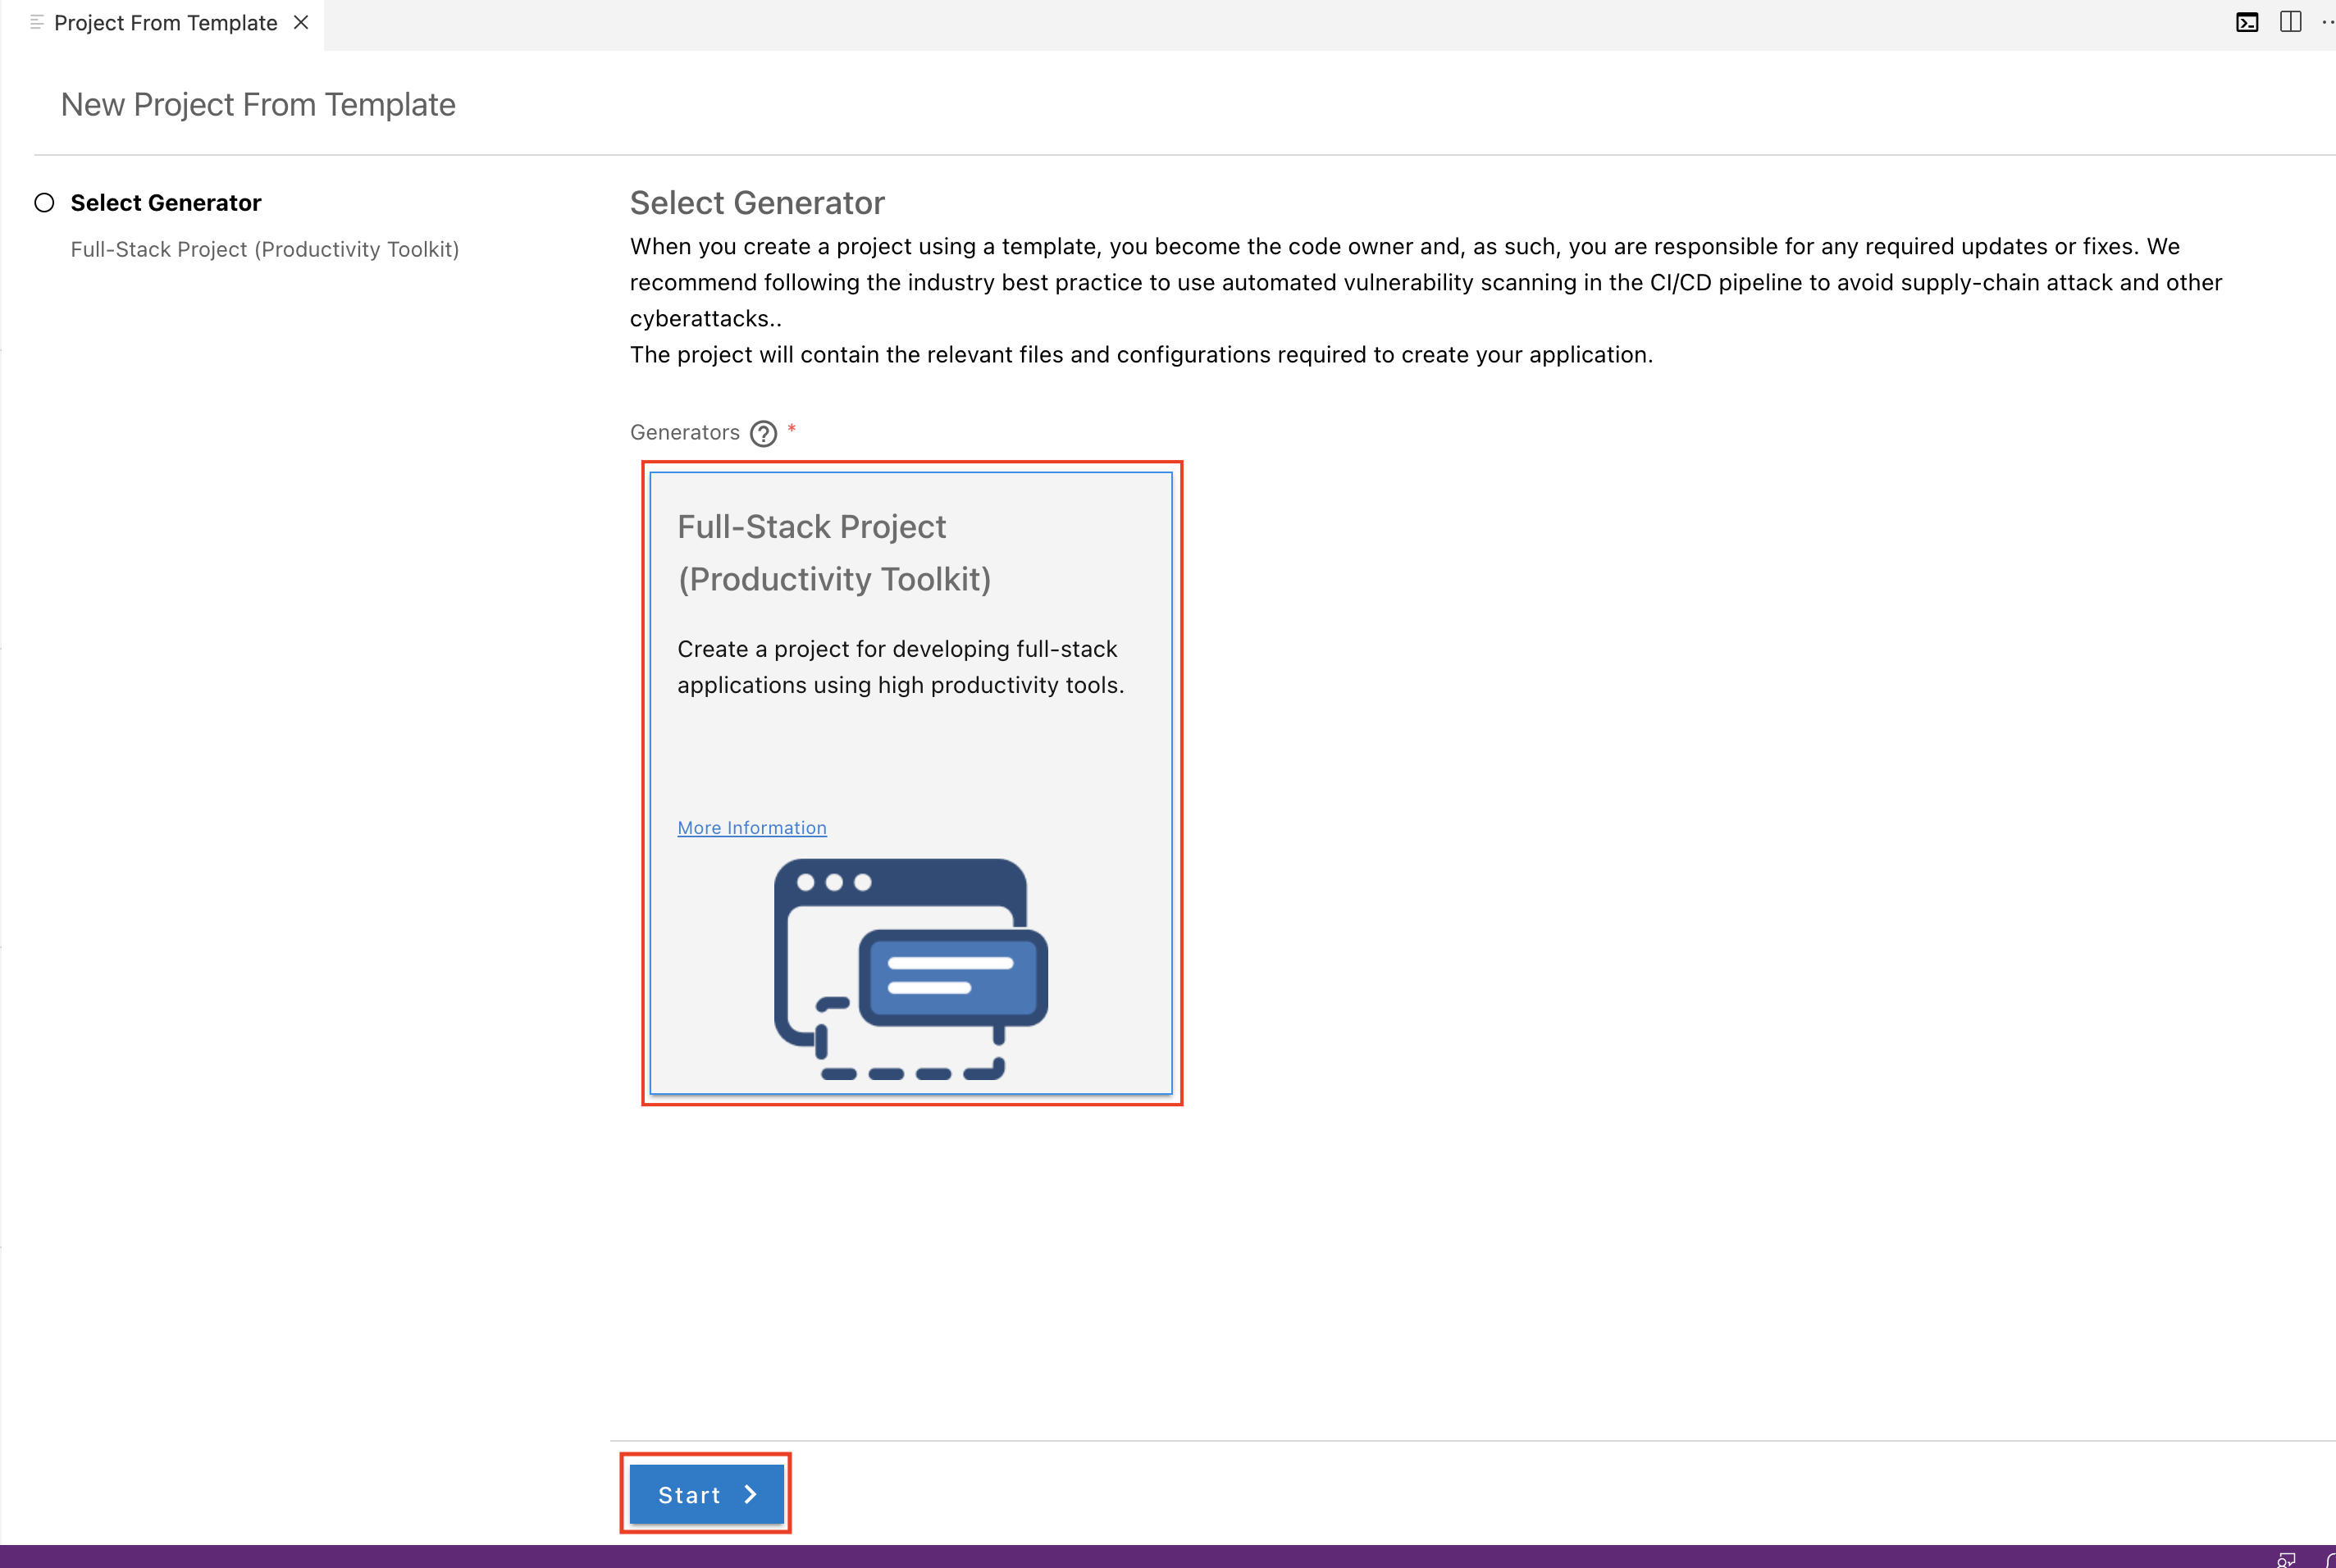 Project From Template
New Project From Template
Select Generator
Full-Stack Project (Productivity Toolkit)
Select Generator
When you create a project using a template, you become the code owner and, as such, you are responsible for any required updates or fixes. We
recommend following the industry best practice to use automated vulnerability scanning in the CI/CD pipeline to avoid supply-chain attack and other
cyberattacks..
The project will contain the relevant files and configurations required to create your application.
Generators ? *
Full-Stack Project
(Productivity Toolkit)
Create a project for developing full-stack
applications using high productivity tools.
More Information
Start